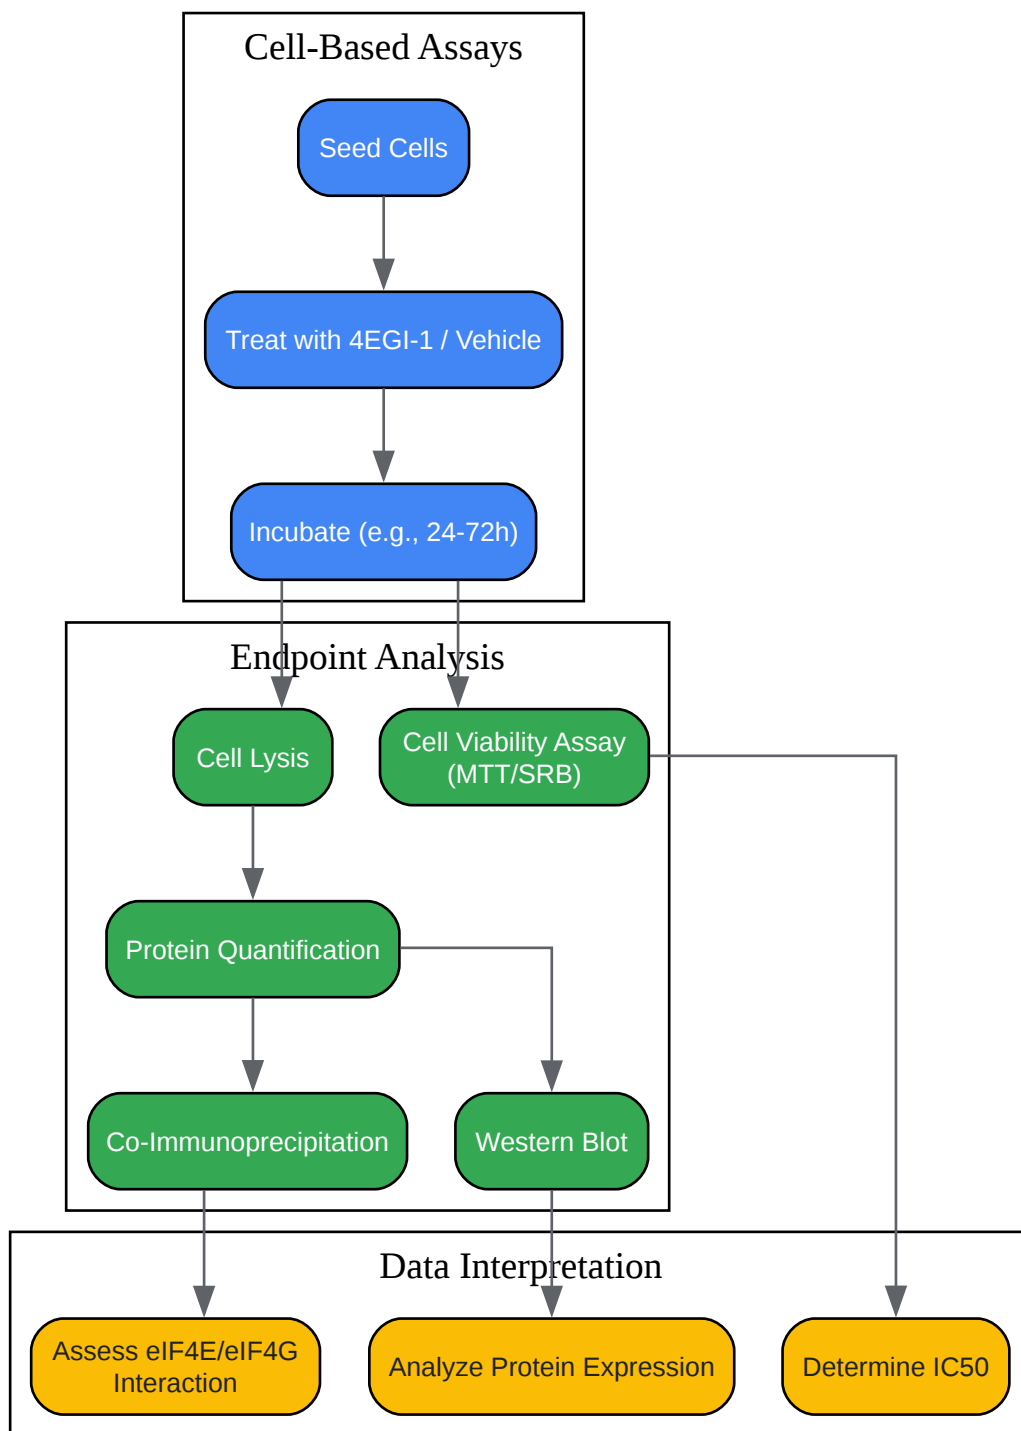 Cell-Based Assays
Seed Cells
Treat with 4EGI-1 / Vehicle
Incubate (e.g., 24-72h)
Endpoint Analysis
Cell Lysis
Cell Viability Assay
(MTT/SRB)
Protein Quantification
Co-Immunoprecipitation
Western Blot
Data Interpretation
Assess eIF4E/eIF4G
Interaction
Analyze Protein Expression
Determine IC50